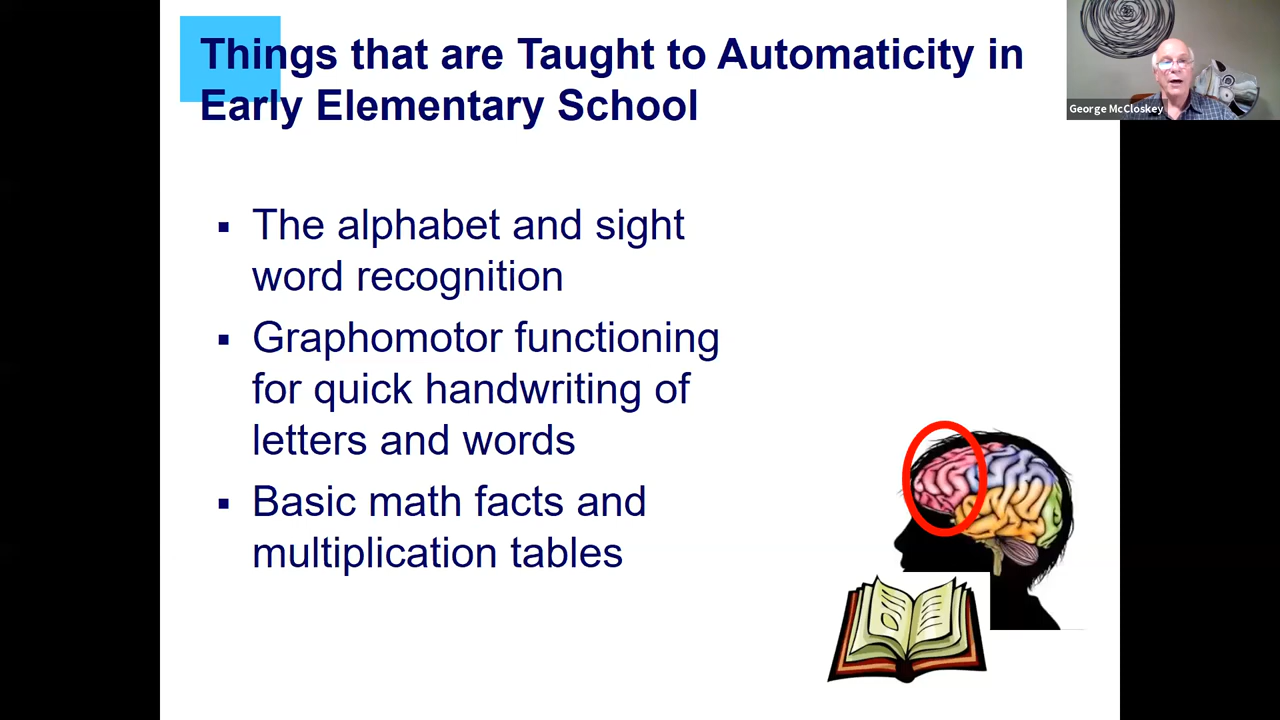 Things that are Taught to Automaticity in
Early Elementary School
George McCloskey
▪ The alphabet and sight
word recognition
▪ Graphomotor functioning
for quick handwriting of
letters and words
▪ Basic math facts and
multiplication tables